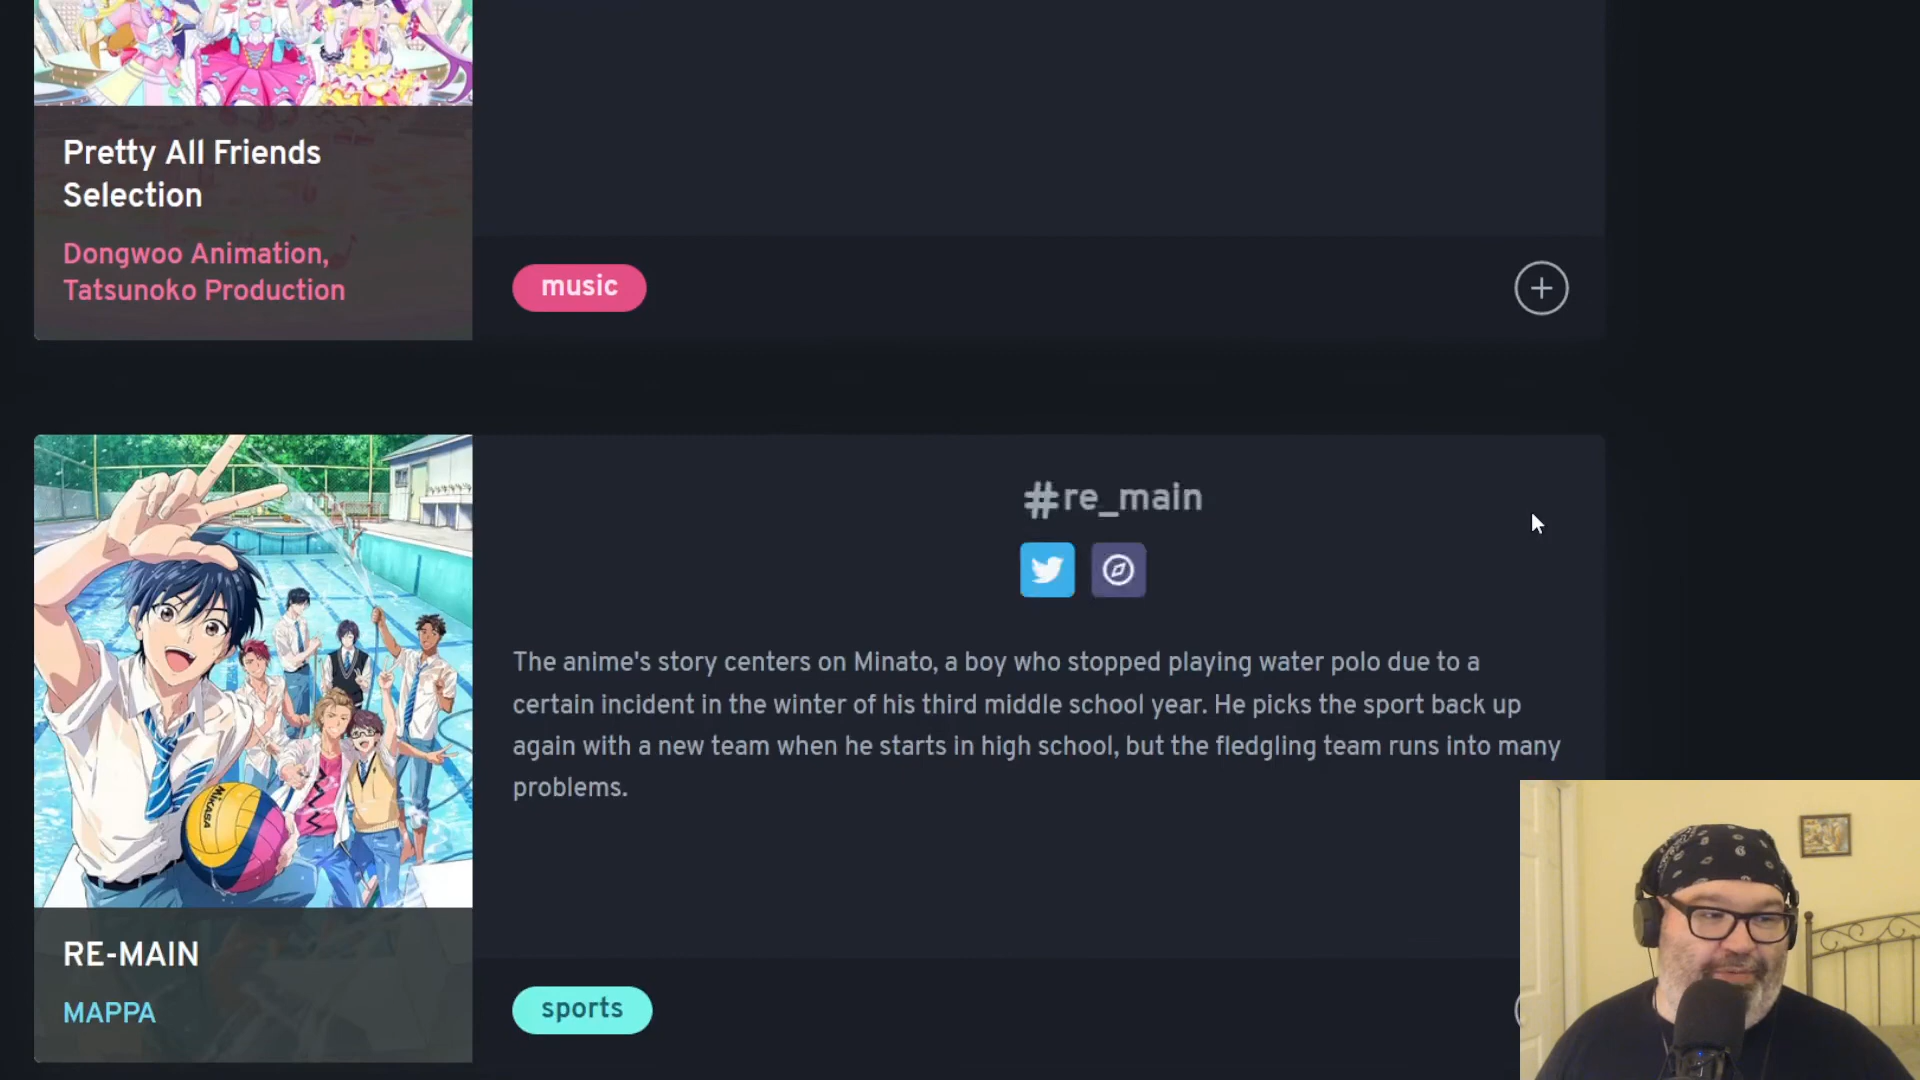 Pretty All Friends
Selection
Dongwoo Animation,
Tatsunoko Production
music
#re_main
The anime's story centers on Minato, a boy who stopped playing water polo due to a
certain incident in the winter of his third middle school year. He picks the sport back up
again with a new team when he starts in high school, but the fledgling team runs into many
problems.
MIKASA
RE-MAIN
MAPPA
sports